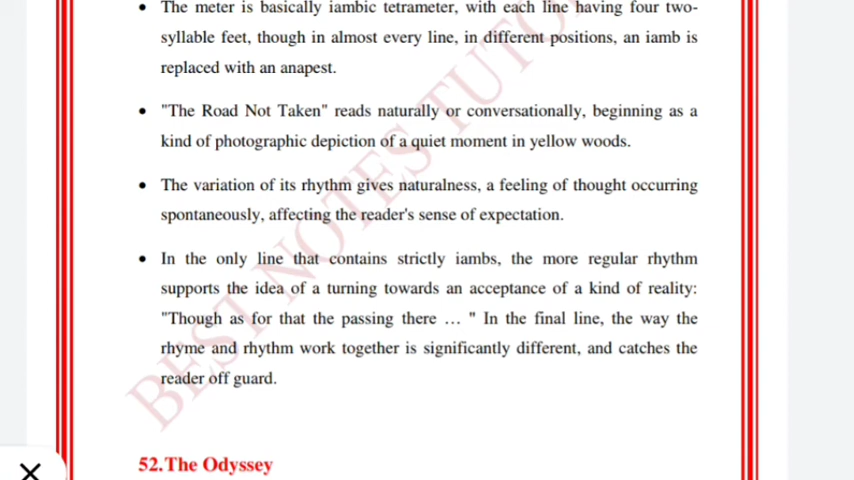 • The meter is basically iambic tetrameter, with each line having four two-
syllable feet, though in almost every line, in different positions, an iamb is
replaced with an anapest.
• "The Road Not Taken" reads naturally or conversationally, beginning as a
kind of photographic depiction of a quiet moment in yellow woods.
• The variation of its rhythm gives naturalness, a feeling of thought occurring
spontaneously, affecting the reader's sense of expectation.
• In the only line that contains strictly iambs, the more regular rhythm
supports the idea of a turning towards an acceptance of a kind of reality:
"Though as for that the passing there … " In the final line, the way the
rhyme and rhythm work together is significantly different, and catches the
reader off guard.
BEST NOTES TUTOR
52.The Odyssey